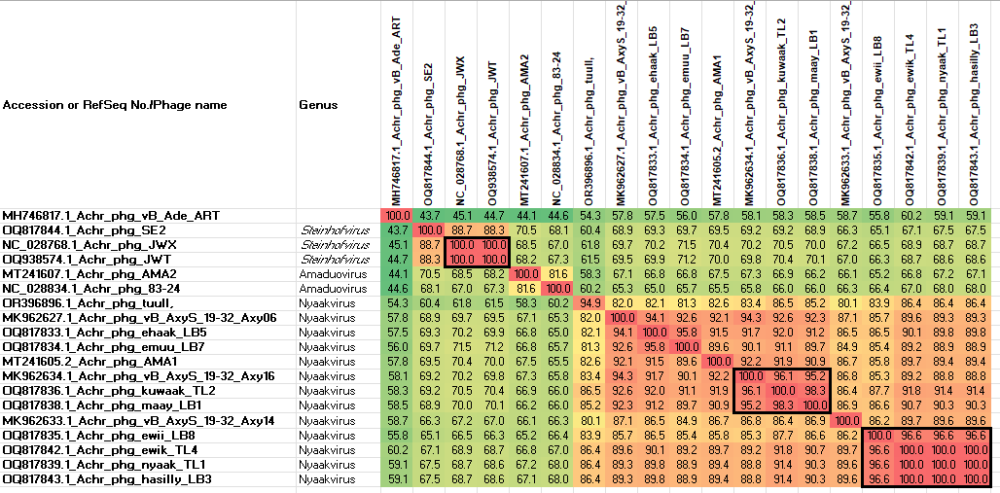 Accession or RefSeq No./Phage name Genus MH746817.1_Achr_phg_vB_Ade_ART OQ817844.1_Achr_phg_SE2 NC_028768.1_Achr_phg_JWX OQ938574.1_Achr_phg_JWT MT241607.1_Achr_phg_AMA2 NC_028834.1_Achr_phg_83-24 OR396896.1_Achr_phg_tuull, MK962627.1_Achr_phg_vB_AxyS_19-32_ OQ817833.1_Achr_phg_ehaak_LB5 OQ817834.1_Achr_phg_emuu_LB7 MT241605.2_Achr_phg_AMA1 MK962634.1_Achr_phg_vB_AxyS_19-32_ OQ817836.1_Achr_phg_kuwaak_TL2 OQ817838.1_Achr_phg_maay_LB1 MK962633.1_Achr_phg_vB_AxyS_19-32_ OQ817835.1_Achr_phg_ewii_LB8 OQ817842.1_Achr_phg_ewik_TL4 OQ817839.1_Achr_phg_nyaak_TL1 OQ817843.1_Achr_phg_hasilly_LB3
MH746817.1_Achr_phg_vB_Ade_ART 100.0 43.7 45.1 44.7 44.1 44.6 54.3 57.8 57.5 56.0 57.8 58.1 58.3 58.5 58.7 55.8 60.2 59.1 59.1
OQ817844.1_Achr_phg_SE2 Steinhofvirus 43.7 100.0 88.7 88.3 70.5 68.1 60.4 68.9 69.3 69.7 69.5 69.2 69.2 68.9 66.3 65.1 67.1 67.5 67.5
NC_028768.1_Achr_phg_JWX Steinhofvirus 45.1 88.7 100.0 100.0 68.5 67.0 61.8 69.7 70.2 71.5 70.4 69.7 70.5 70.0 67.2 66.5 68.9 68.7 68.6
OQ938574.1_Achr_phg_JWT Steinhofvirus 44.7 88.3 100.0 100.0 68.2 67.3 61.5 69.5 69.9 71.2 70.0 69.8 70.4 70.1 67.0 66.3 68.7 68.6 68.4
MT241607.1_Achr_phg_AMA2 Amaduovirus 44.1 70.5 68.5 68.2 100.0 81.6 58.3 67.1 66.8 66.8 67.5 67.3 66.9 66.2 66.1 65.2 66.8 67.2 67.1
NC_028834.1_Achr_phg_83-24 Amaduovirus 44.6 68.1 67.0 67.3 81.6 100.0 60.2 65.3 65.0 65.7 65.5 65.8 66.0 66.0 66.3 66.4 67.0 68.0 68.0
OR396896.1_Achr_phg_tuull, Nyaakvirus 54.3 60.4 61.8 61.5 58.3 60.2 94.9 82.0 82.1 81.3 82.6 83.4 86.5 85.2 80.1 83.9 86.4 86.4 86.4
MK962627.1_Achr_phg_vB_AxyS_19-32_Axy06 Nyaakvirus 57.8 68.9 69.7 69.5 67.1 65.3 82.0 100.0 94.1 92.6 92.1 94.3 92.6 92.3 87.1 85.7 89.6 89.3 89.3
OQ817833.1_Achr_phg_ehaak_LB5 Nyaakvirus 57.5 69.3 70.2 69.9 66.8 65.0 82.1 94.1 100.0 95.8 91.5 91.7 92.0 91.2 86.5 86.5 90.1 88.9 88.9
OQ817834.1_Achr_phg_emuu_LB7 Nyaakvirus 56.0 69.7 71.5 71.2 66.8 65.7 81.3 92.6 95.8 100.0 89.6 90.1 91.1 89.7 84.9 85.4 89.2 88.9 89.9
MT241605.2_Achr_phg_AMA1 Nyaakvirus 57.8 69.5 70.4 70.0 67.5 65.5 82.6 92.1 91.5 89.6 100.0 92.2 91.9 90.9 86.7 85.2 89.7 89.4 89.4
MK962634.1_Achr_phg_vB_AxyS_19-32_Axy16 Nyaakvirus 58.1 69.2 69.7 69.8 67.3 65.8 83.4 94.3 91.7 90.1 92.2 100.0 96.1 95.2 86.8 85.3 89.2 88.8 88.8
OQ817836.1_Achr_phg_kuwaak_TL2 Nyaakvirus 58.3 69.2 70.5 70.4 66.9 66.0 86.5 92.6 92.0 91.1 91.9 96.1 100.0 98.3 86.4 87.7 91.8 91.4 91.4
OQ817838.1_Achr_phg_maay_LB1 Nyaakvirus 58.5 68.9 70.0 70.1 66.2 66.0 85.2 92.3 91.2 89.7 90.9 95.2 98.3 100.0 86.9 86.6 90.7 90.3 90.3
MK962633.1_Achr_phg_vB_AxyS_19-32_Axy14 Nyaakvirus 58.7 66.3 67.2 67.0 66.1 66.3 80.1 87.1 86.5 84.9 86.7 86.8 86.4 86.9 100.0 86.2 89.7 89.6 89.6
OQ817835.1_Achr_phg_ewii_LB8 Nyaakvirus 55.8 65.1 66.5 66.3 65.2 66.4 83.9 85.7 86.5 85.4 85.2 85.3 87.7 86.6 86.2 100.0 96.6 96.6 96.6
OQ817842.1_Achr_phg_ewik_TL4 Nyaakvirus 60.2 67.1 68.9 68.7 66.8 67.0 86.4 89.6 90.1 89.2 89.7 89.2 91.8 90.7 89.7 96.6 100.0 100.0 100.0
OQ817839.1_Achr_phg_nyaak_TL1 Nyaakvirus 59.1 67.5 68.7 68.6 67.2 68.0 86.4 89.3 88.9 88.9 89.4 88.8 91.4 90.3 89.6 96.6 100.0 100.0 100.0
OQ817843.1_Achr_phg_hasilly_LB3 Nyaakvirus 59.1 67.5 68.6 68.4 67.1 68.0 86.4 89.3 88.9 89.9 89.4 88.8 91.4 90.3 89.6 96.6 100.0 100.0 100.0